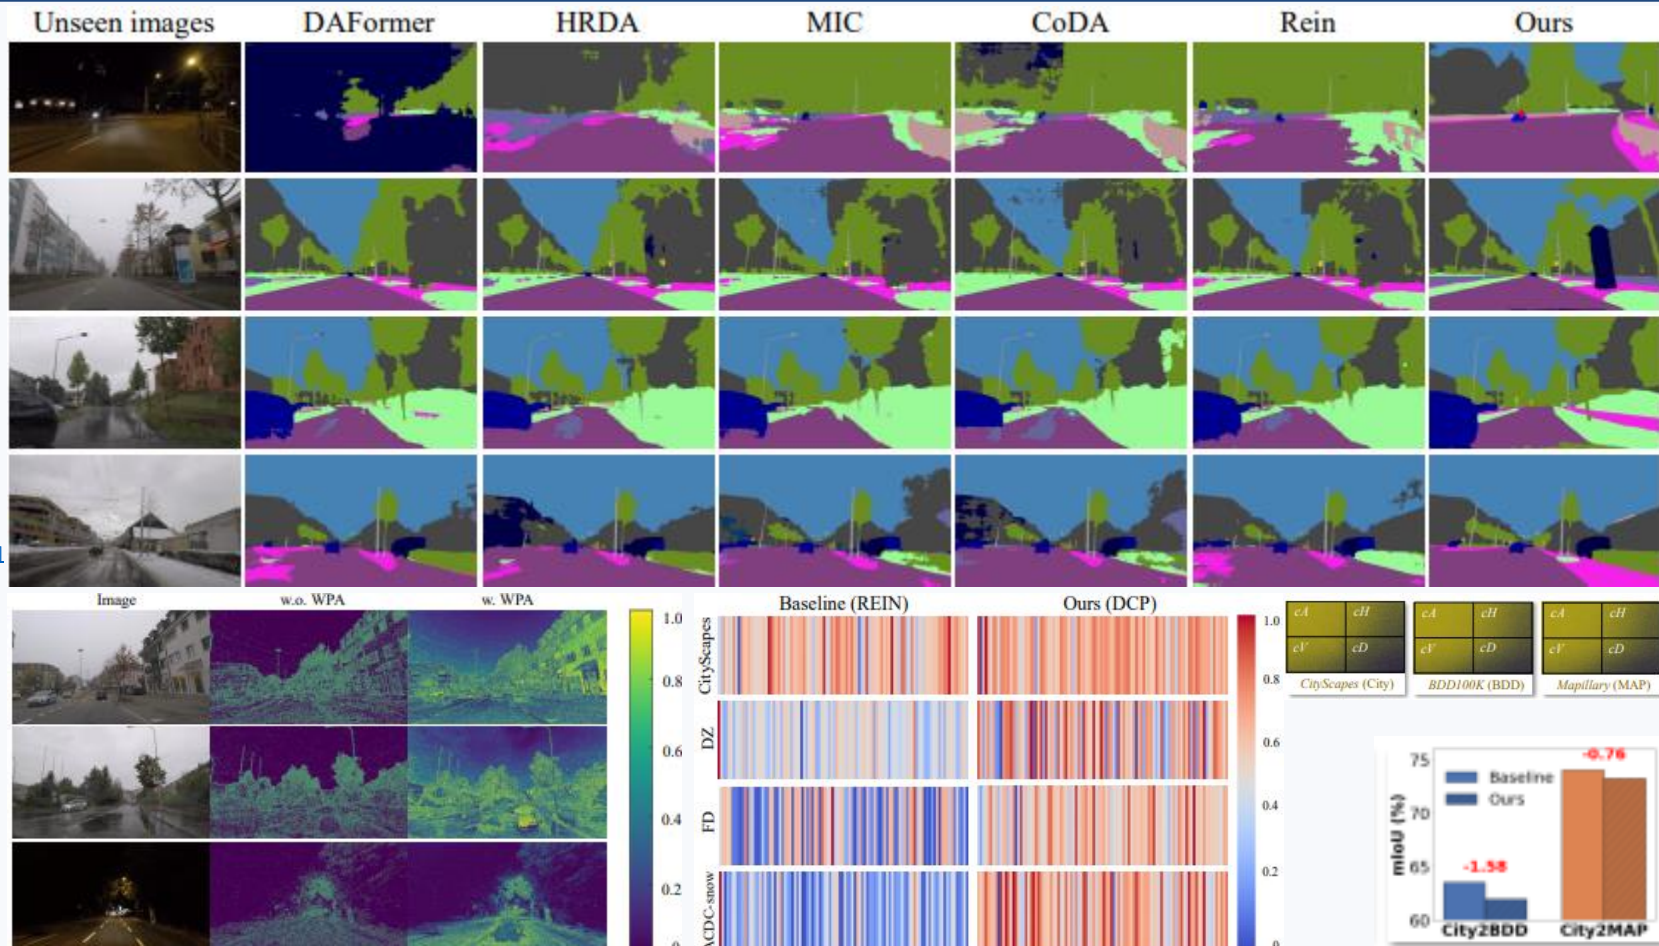 Unseen images DAFormer HRDA MIC CoDA Rein Ours
Image w.o. WPA w. WPA
1.0
0.8
0.6
0.4
0.2
0
Baseline (REIN) Ours (DCP)
CityScapes
DZ
FD
ACDC-snow
1.0
0.8
0.6
0.4
0.2
0
cA cH
cV cD
CityScapes (City)
cA cH
cV cD
BDD100K (BDD)
cA cH
cV cD
Mapillary (MAP)
mIoU (%)
75
70
65
60
Baseline
Ours
-1.58
-0.76
City2BDD City2MAP